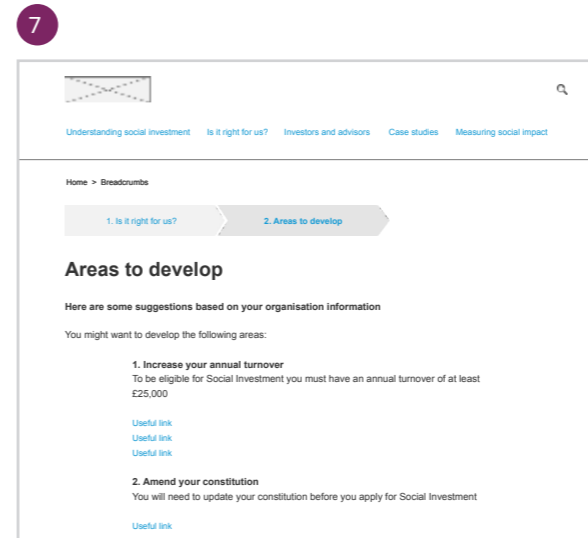 7
Understanding social investment Is it right for us? Investors and advisors Case studies Measuring social impact
Home > Breadcrumbs
1. Is it right for us? 2. Areas to develop
Areas to develop
Here are some suggestions based on your organisation information
You might want to develop the following areas:
1. Increase your annual turnover
To be eligible for Social Investment you must have an annual turnover of at least
£25,000
Useful link
Useful link
Useful link
2. Amend your constitution
You will need to update your constitution before you apply for Social Investment
Useful link